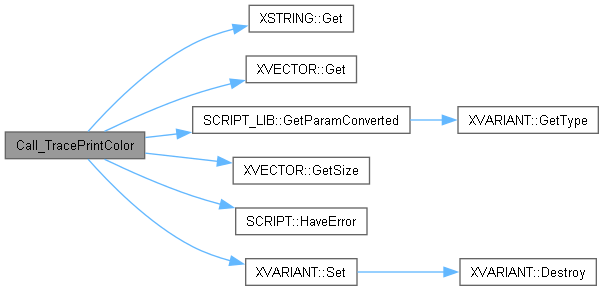 XSTRING::Get
XVECTOR::Get
SCRIPT_LIB::GetParamConverted
XVARIANT::GetType
Call_TracePrintColor
XVECTOR::GetSize
SCRIPT::HaveError
XVARIANT::Set
XVARIANT::Destroy